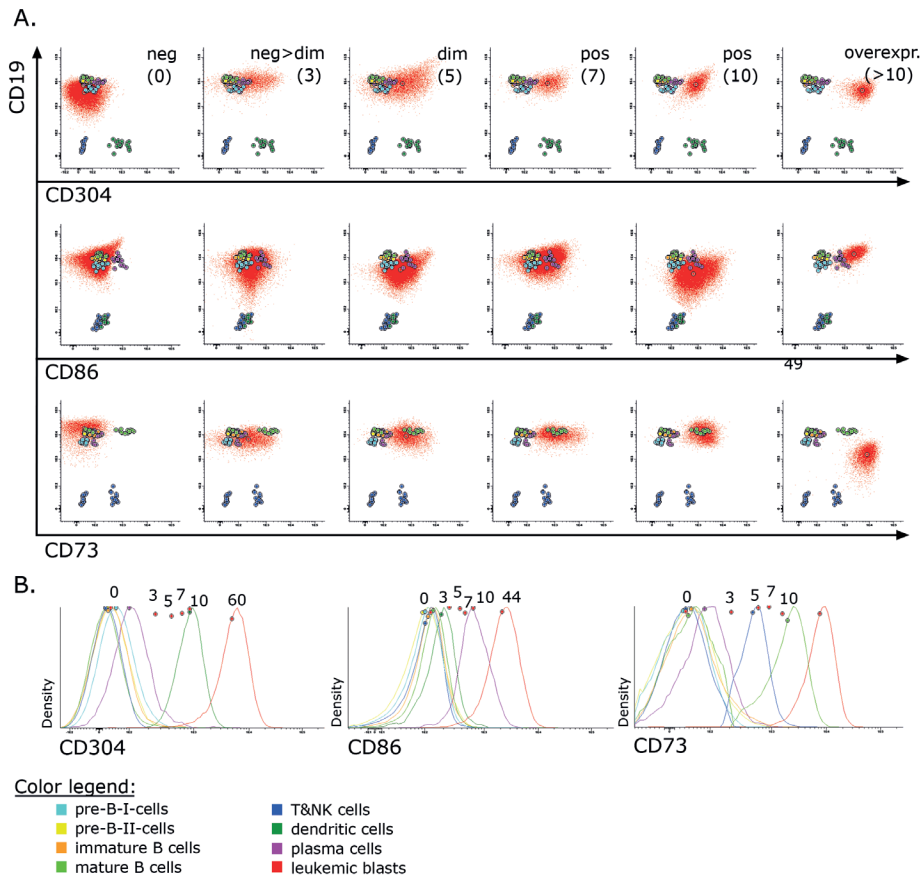 A.
neg
(0)
neg>dim
(3)
dim
(5)
pos
(7)
pos
(10)
overexpr.
(>10)
CD19
CD304
CD86
49
CD73
B.
0 3 5 7 10 60
Density
CD304
0 3 5 7 10 44
Density
CD86
0 3 5 7 10
Density
CD73
Color legend:
pre-B-I-cells
pre-B-II-cells
immature B cells
mature B cells
T&NK cells
dendritic cells
plasma cells
leukemic blasts